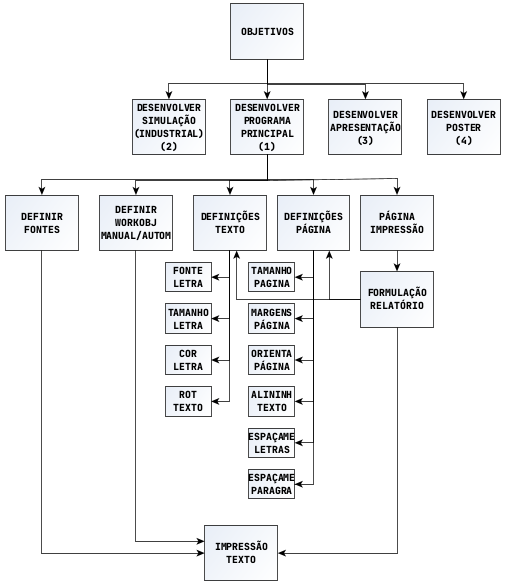 OBJETIVOS
DESENVOLVER
SIMULAÇÃO
(INDUSTRIAL)
(2)
DESENVOLVER
PROGRAMA
PRINCIPAL
(1)
DESENVOLVER
APRESENTAÇÃO
(3)
DESENVOLVER
POSTER
(4)
DEFINIR
FONTES
DEFINIR
WORKOBJ
MANUAL/AUTOM
DEFINIÇÕES
TEXTO
DEFINIÇÕES
PÁGINA
PÁGINA
IMPRESSÃO
FONTE
LETRA
TAMANHO
PAGINA
FORMULAÇÃO
RELATÓRIO
TAMANHO
LETRA
MARGENS
PÁGINA
COR
LETRA
ORIENTA
PÁGINA
ROT
TEXTO
ALININH
TEXTO
ESPAÇAME
LETRAS
ESPAÇAME
PARAGRA
IMPRESSÃO
TEXTO